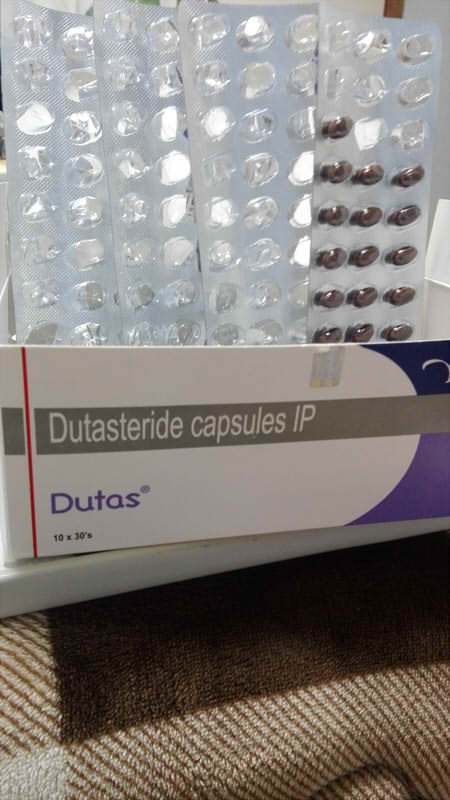 Dutasteride capsules IP
Dutas®
10 x 30's